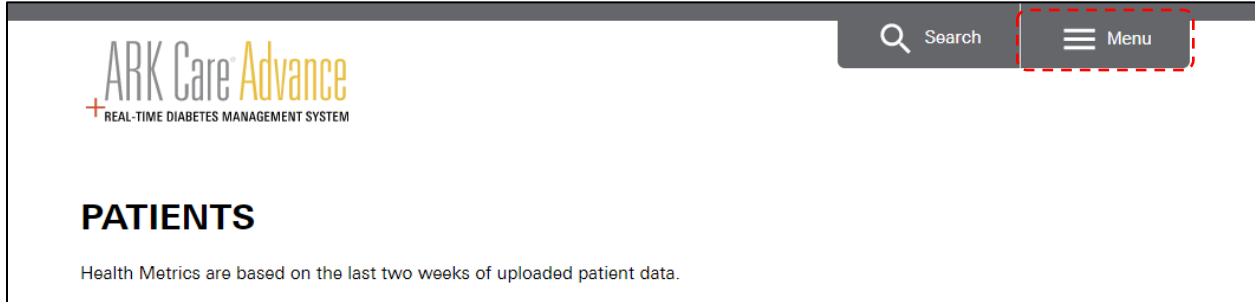 Search
Menu
ARK Care® Advance
REAL-TIME DIABETES MANAGEMENT SYSTEM
PATIENTS
Health Metrics are based on the last two weeks of uploaded patient data.